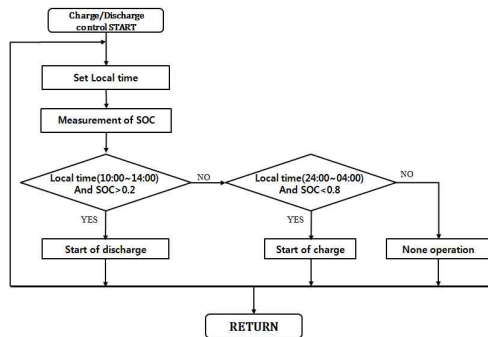 Charge/Discharge
control START
Set Local time
Measurement of SOC
Local time(10:00~14:00)
And SOC>0.2
NO
YES
Local time(24:00~04:00)
And SOC<0.8
NO
YES
Start of discharge
Start of charge
None operation
RETURN